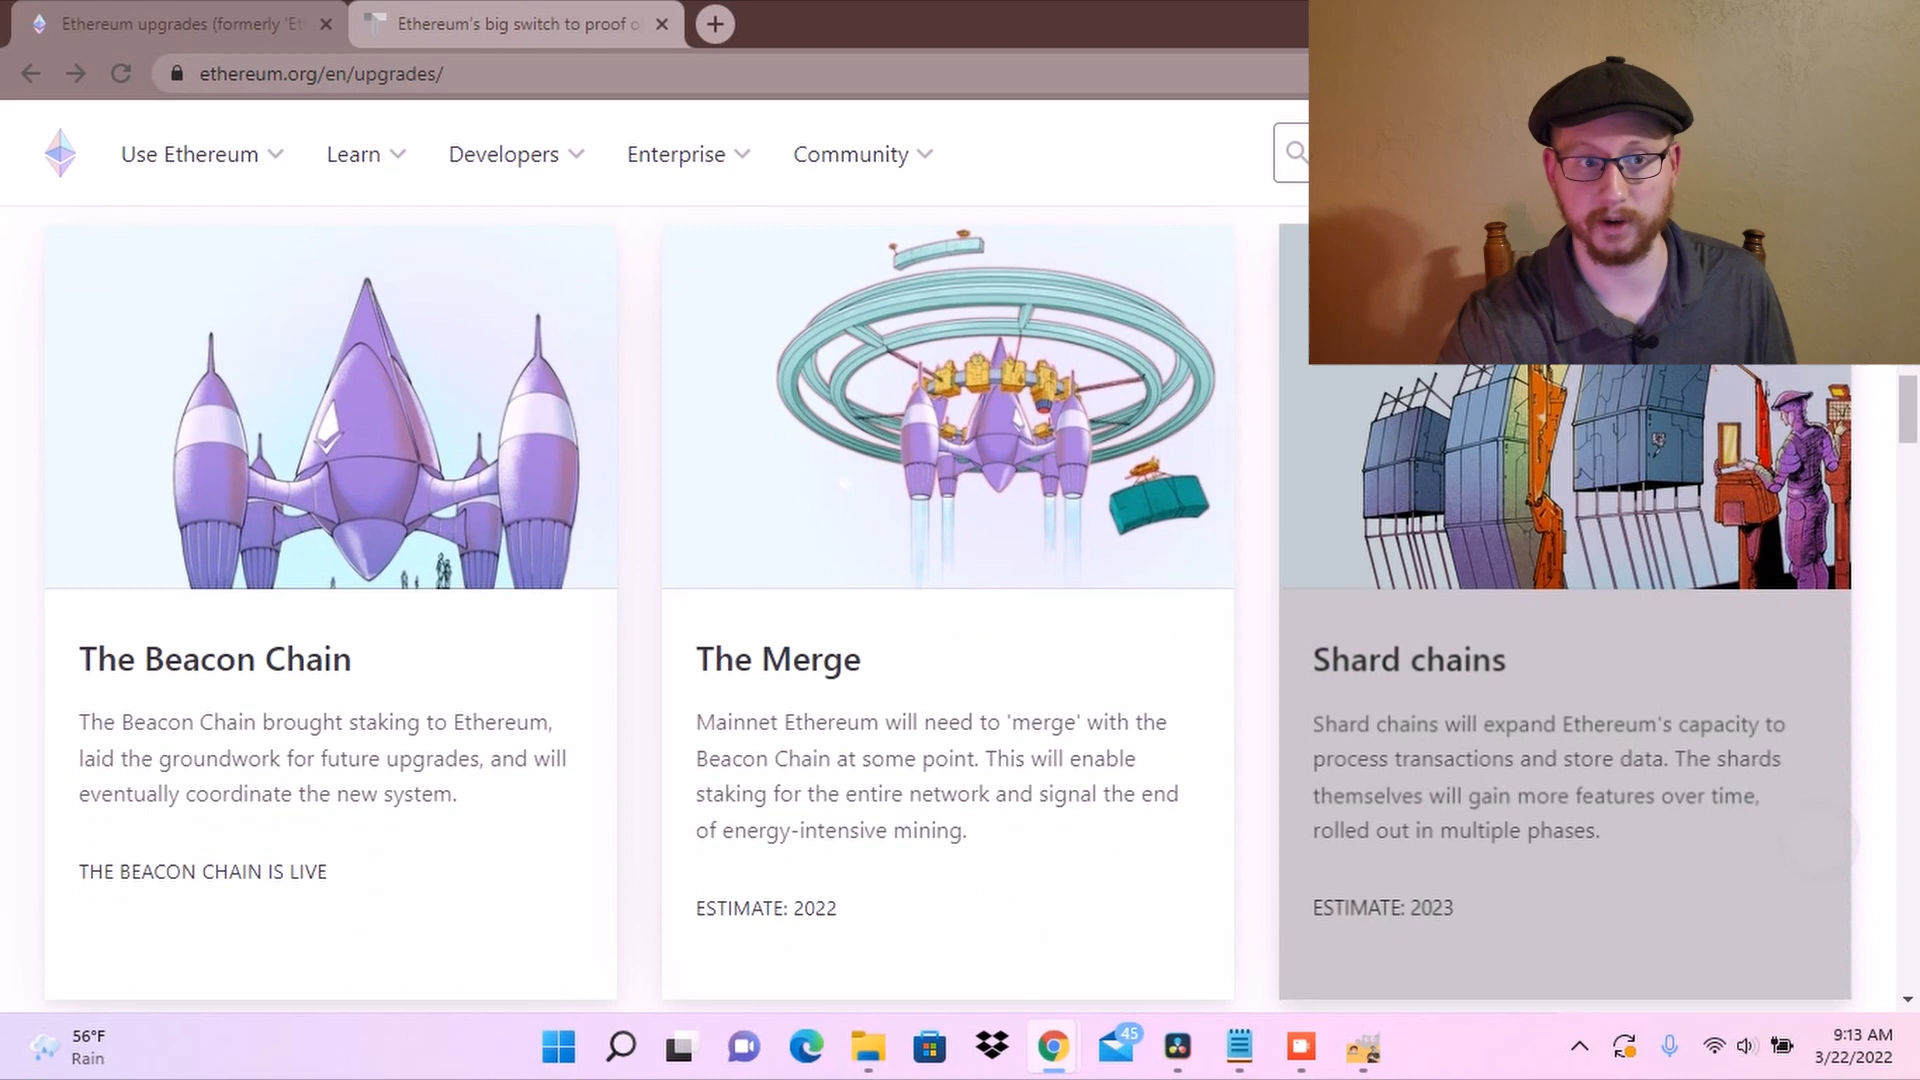 Ethereum upgrades (formerly 'Et
Ethereum's big switch to proof o
ethereum.org/en/upgrades/
Use Ethereum
Learn
Developers
Enterprise
Community
The Beacon Chain
The Beacon Chain brought staking to Ethereum,
laid the groundwork for future upgrades, and will
eventually coordinate the new system.
THE BEACON CHAIN IS LIVE
The Merge
Mainnet Ethereum will need to 'merge' with the
Beacon Chain at some point. This will enable
staking for the entire network and signal the end
of energy-intensive mining.
ESTIMATE: 2022
Shard chains
Shard chains will expand Ethereum's capacity to
process transactions and store data. The shards
themselves will gain more features over time,
rolled out in multiple phases.
ESTIMATE: 2023
56°F
Rain
45
9:13 AM
3/22/2022